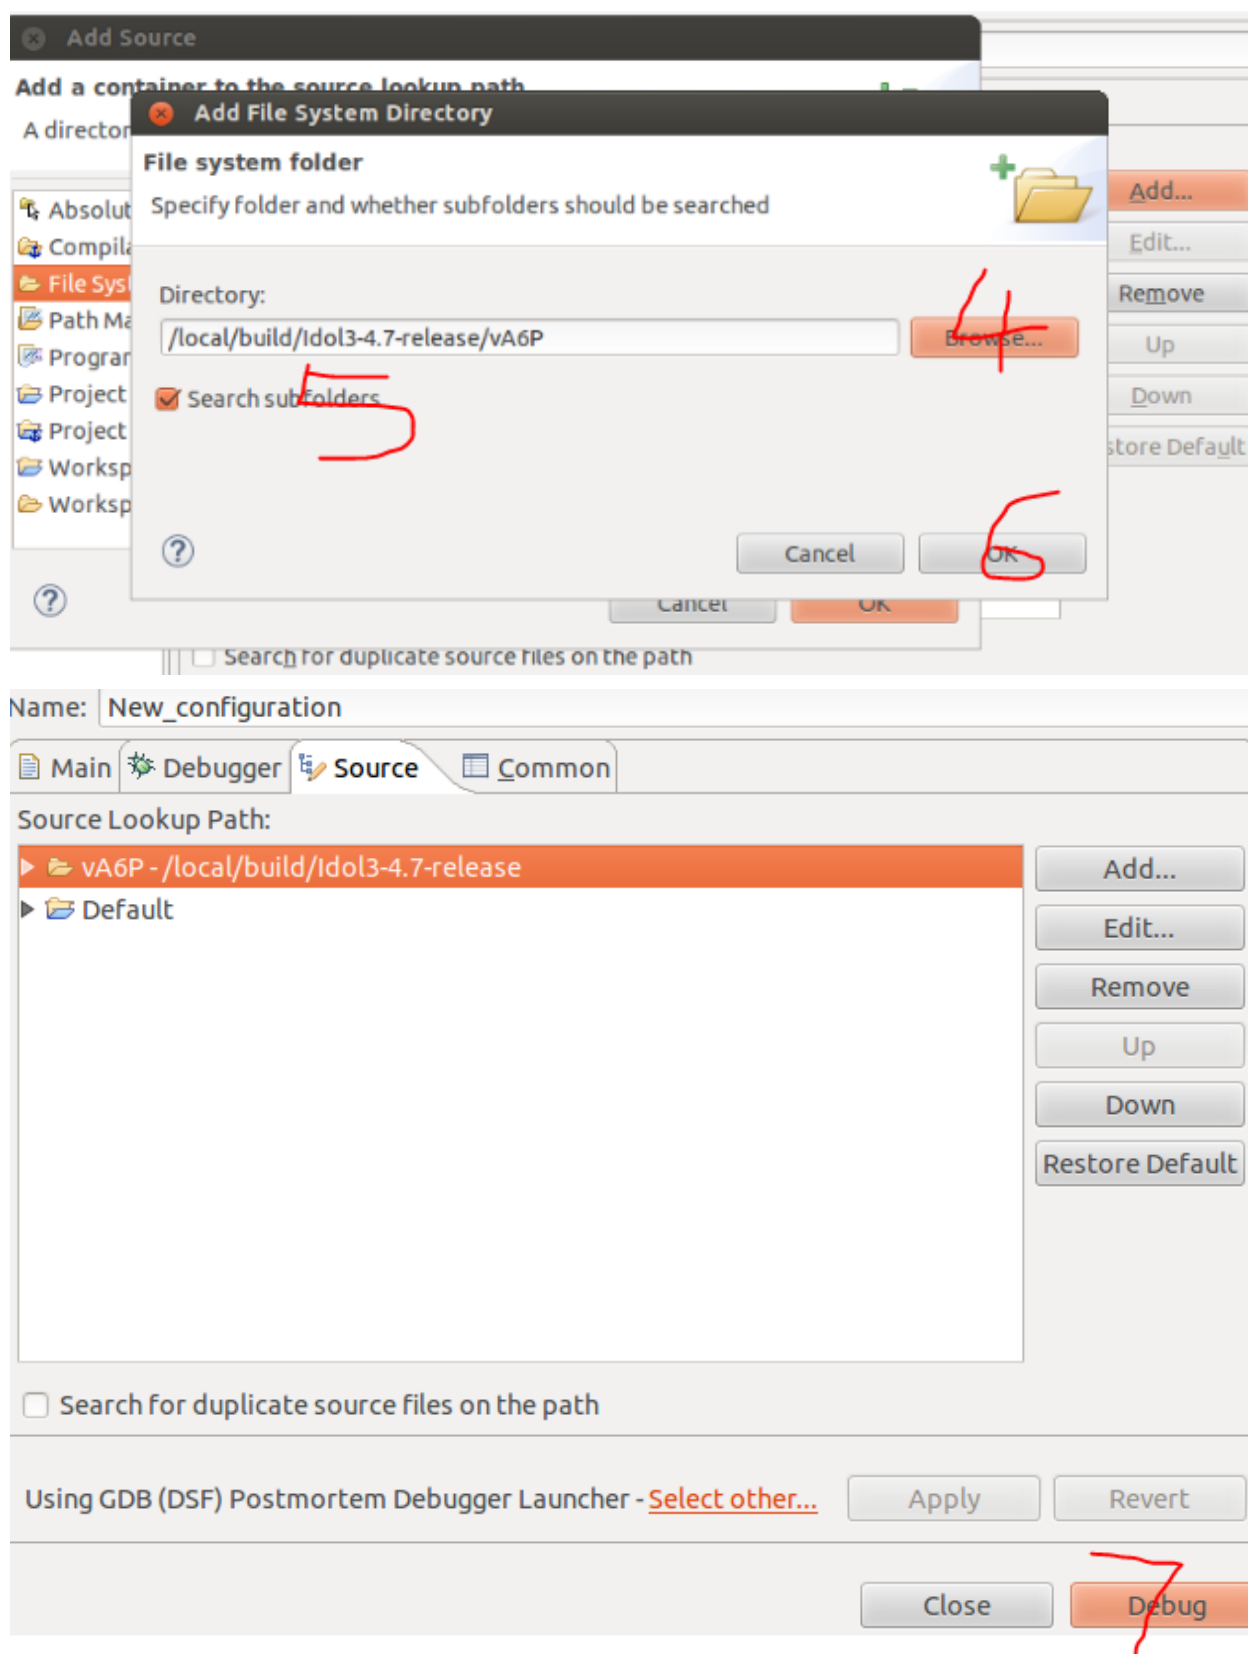 Add Source
Add a container to the source lookup path
A director
Add File System Directory
File system folder
Specify folder and whether subfolders should be searched
Absolut
Compila
File Syst
Path Ma
Program
Project
Project
Worksp
Worksp
Directory:
/local/build/Idol3-4.7-release/vA6P
Browse...
4
Search subfolders
5
Cancel
OK
6
Cancel
OK
Add...
Edit...
Remove
Up
Down
store Default
Search for duplicate source files on the path
Name: New_configuration
Main Debugger Source Common
Source Lookup Path:
vA6P - /local/build/Idol3-4.7-release
Default
Add...
Edit...
Remove
Up
Down
Restore Default
Search for duplicate source files on the path
Using GDB (DSF) Postmortem Debugger Launcher - Select other...
Apply
Revert
Close
Debug
7